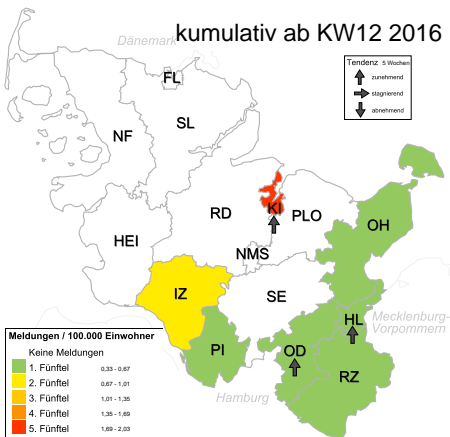 kumulativ ab KW12 2016
Dänemark
Tendenz 5 Wochen
zunehmend
stagnierend
abnehmend
FL
NF
SL
RD
KI
PLO
OH
HEI
NMS
IZ
SE
HL
Mecklenburg-
Vorpommern
PI
OD
RZ
Hamburg
Meldungen / 100.000 Einwohner
Keine Meldungen
1. Fünftel 0,33 - 0,67
2. Fünftel 0,67 - 1,01
3. Fünftel 1,01 - 1,35
4. Fünftel 1,35 - 1,69
5. Fünftel 1,69 - 2,03